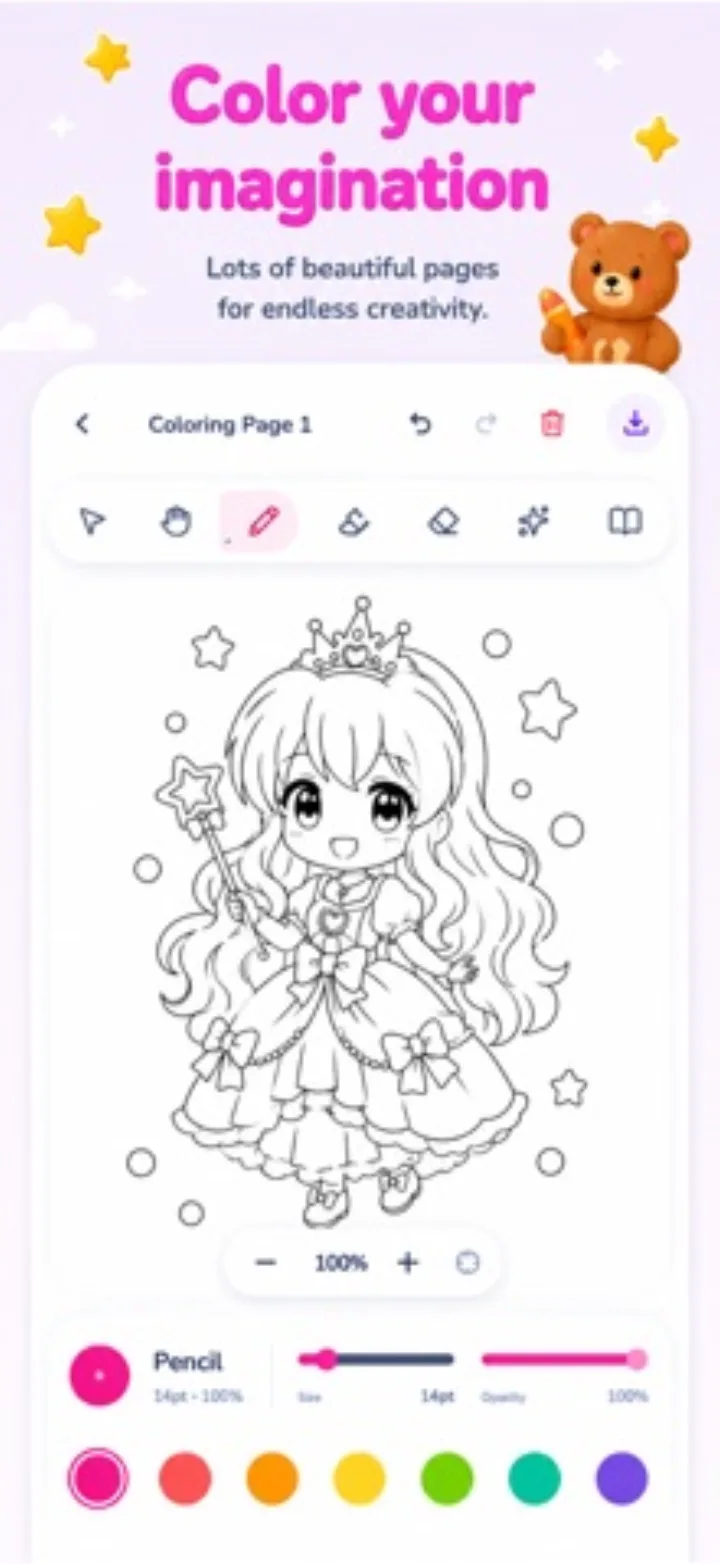 Color your
imagination
Lots of beautiful pages
for endless creativity.
Coloring Page 1
100%
Pencil
14pt - 100%
Size
14pt
Opacity
100%